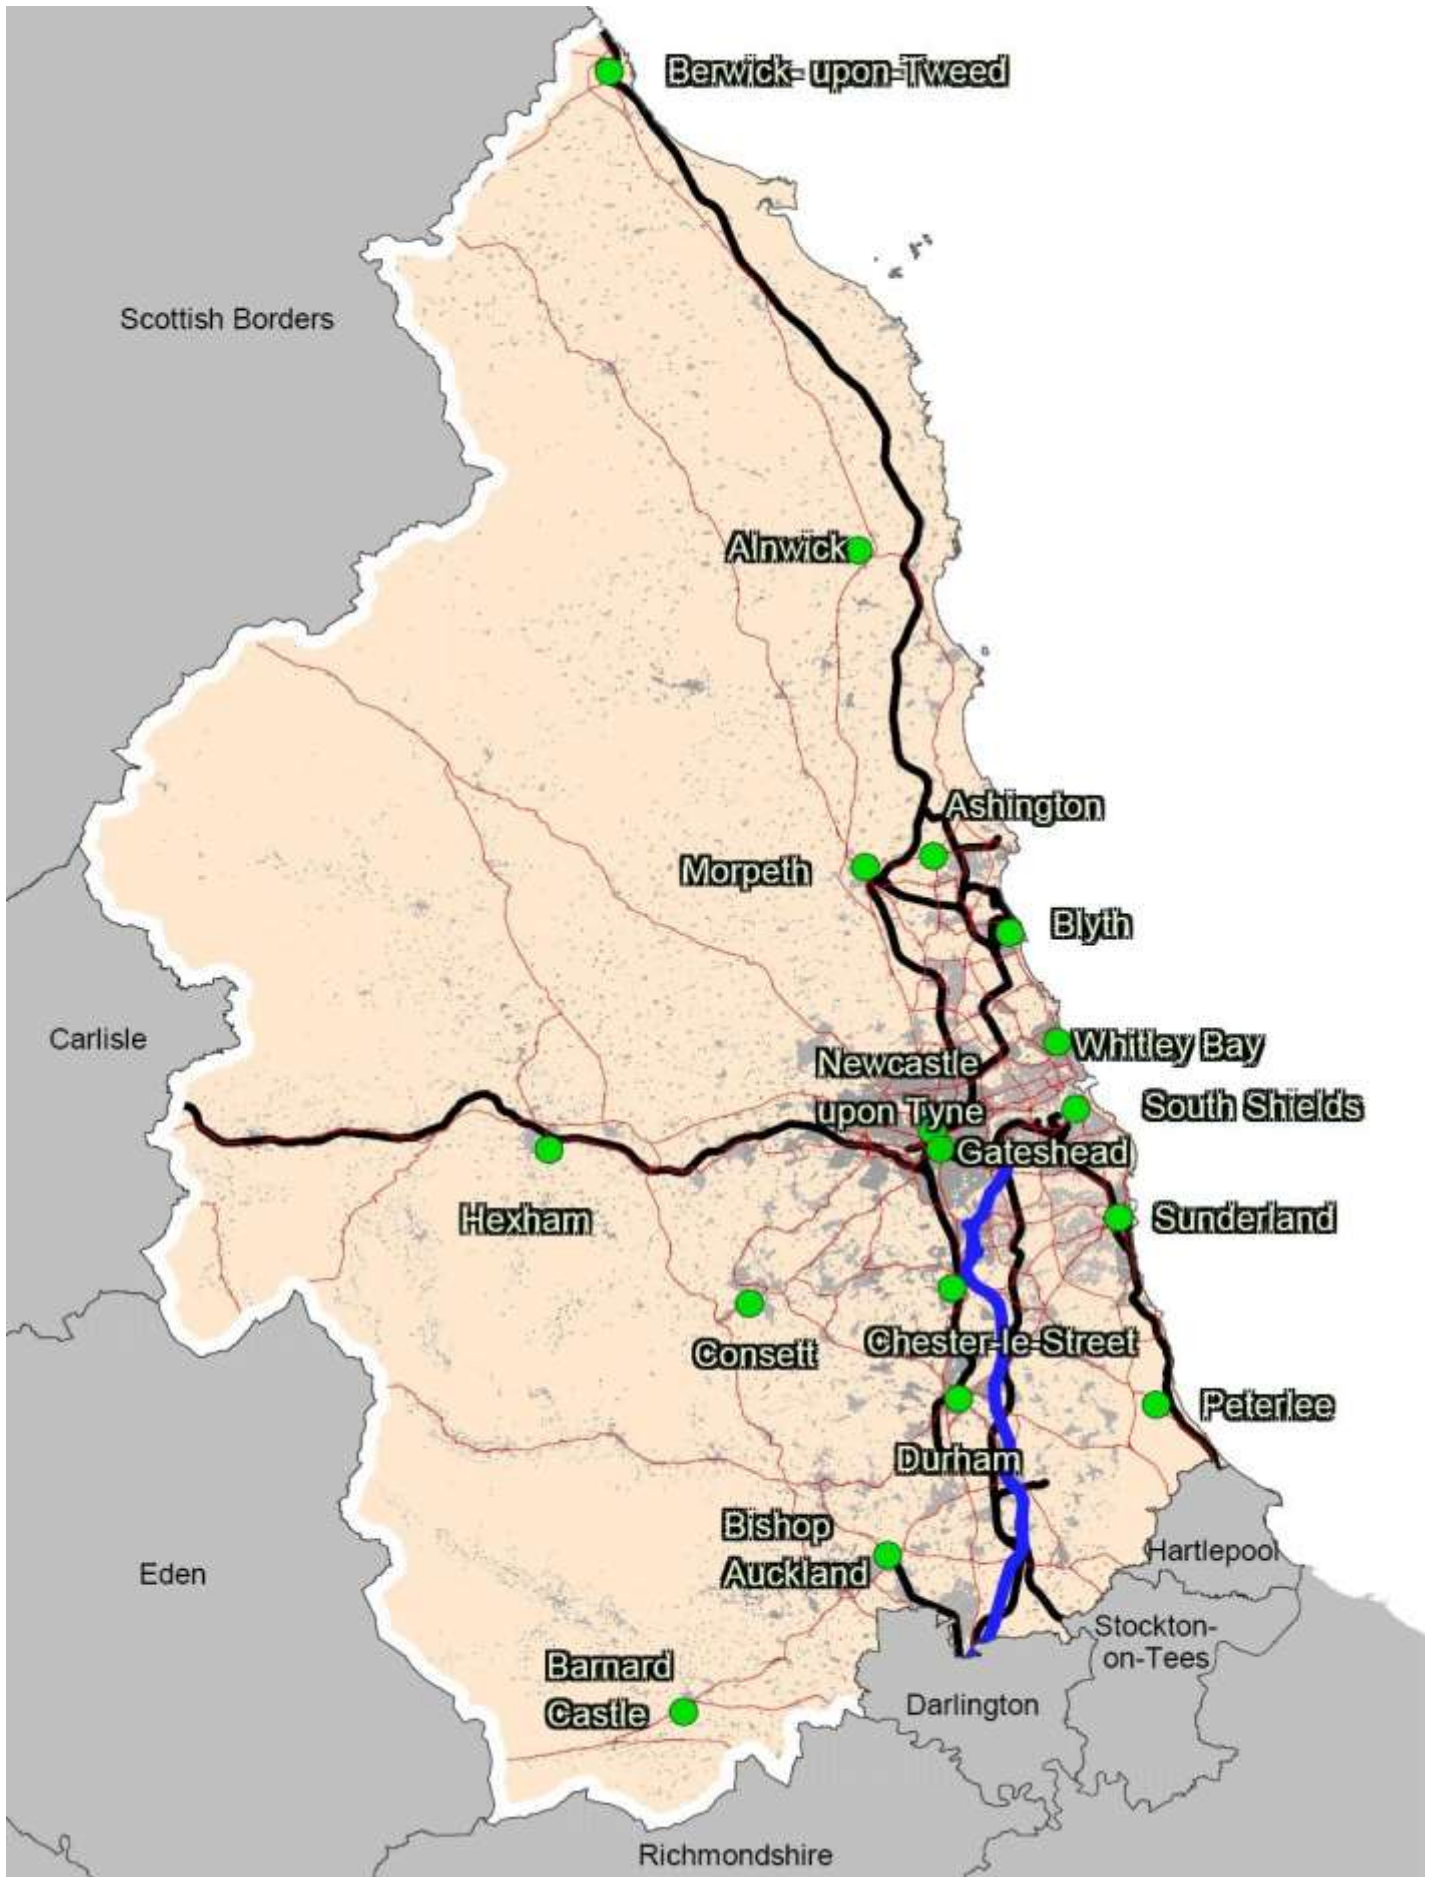 Berwick- upon-Tweed
Scottish Borders
Alnwick
Ashington
Morpeth
Blyth
Carlisle
Whitley Bay
Newcastle
upon Tyne
South Shields
Gateshead
Hexham
Sunderland
Chester-le-Street
Consett
Peterlee
Durham
Bishop
Auckland
Hartlepool
Eden
Stockton-
on-Tees
Barnard
Castle
Darlington
Richmondshire